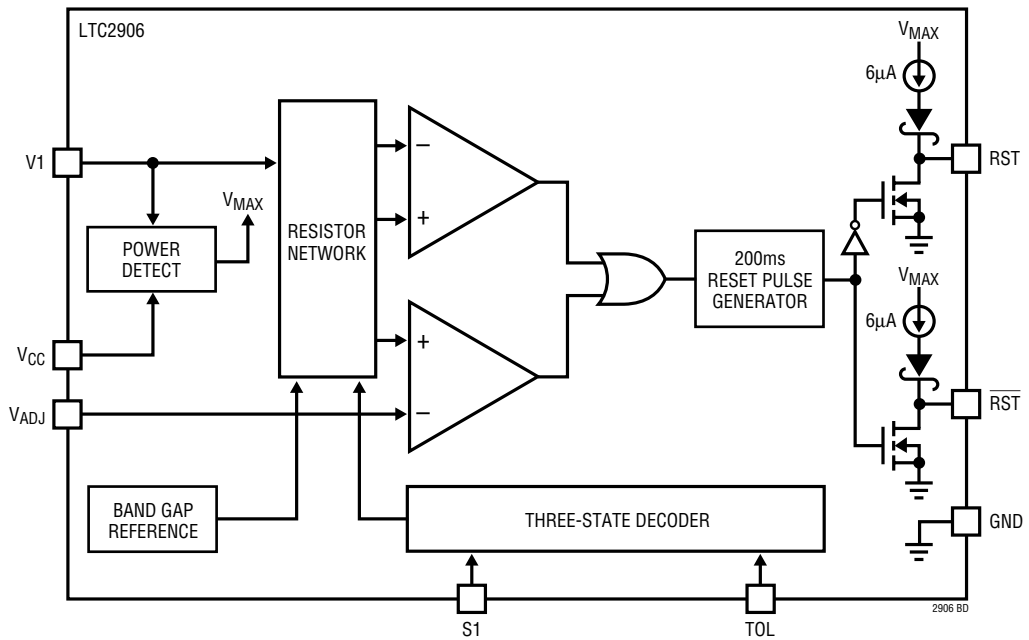 LTC2906
VMAX
6μA
V1
−
RST
VMAX
+
RESISTOR
NETWORK
POWER
DETECT
200ms
RESET PULSE
GENERATOR
VMAX
6μA
+
VCC
−
VADJ
R̅S̅T̅
BAND GAP
REFERENCE
THREE-STATE DECODER
GND
S1
TOL
2906 BD